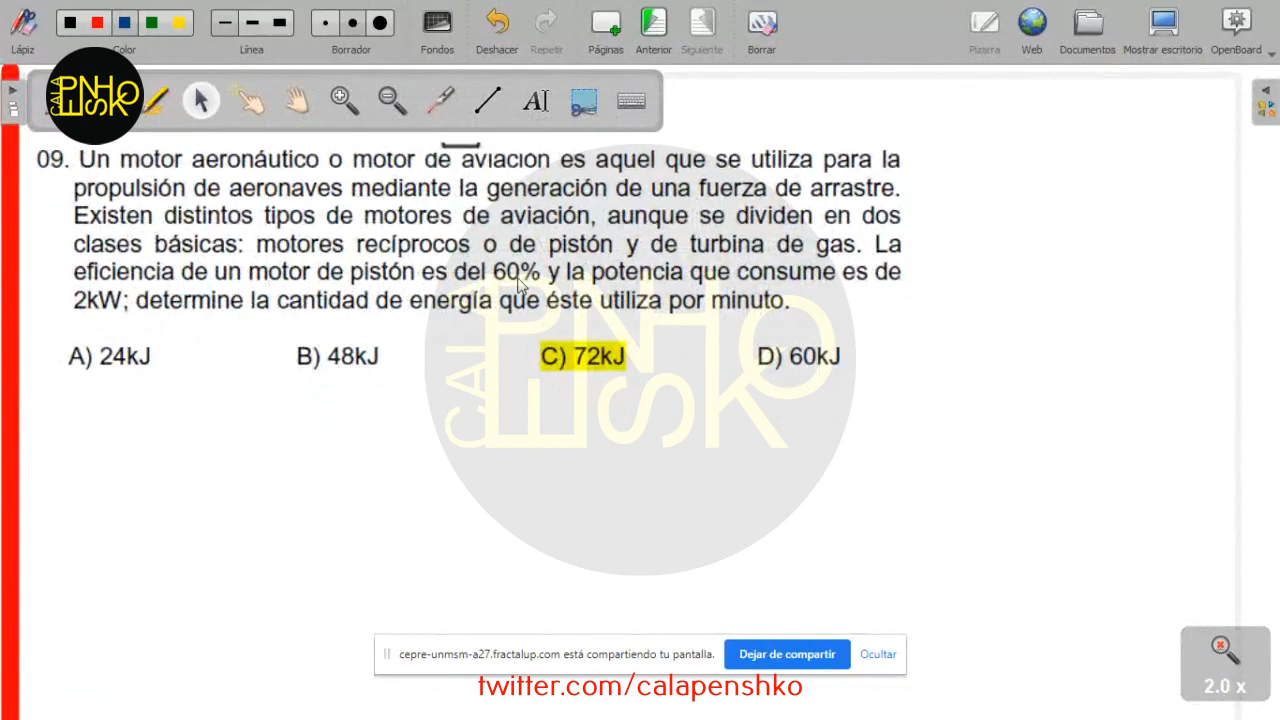 Lápiz
Color
Línea
Borrador
Fondos
Deshacer
Repetir
Páginas
Anterior
Siguiente
Borrar
Pizarra
Web
Documentos
Mostrar escritorio
OpenBoard
CALA
PENHSKO
09. Un motor aeronáutico o motor de aviación es aquel que se utiliza para la
propulsión de aeronaves mediante la generación de una fuerza de arrastre.
Existen distintos tipos de motores de aviación, aunque se dividen en dos
clases básicas: motores recíprocos o de pistón y de turbina de gas. La
eficiencia de un motor de pistón es del 60% y la potencia que consume es de
2kW; determine la cantidad de energía que éste utiliza por minuto.
A) 24kJ B) 48kJ C) 72kJ D) 60kJ
CALA
PENHSKO
cepre-unmsm-a27.fractalup.com está compartiendo tu pantalla.
Dejar de compartir
Ocultar
twitter.com/calapenshko
2.0 x